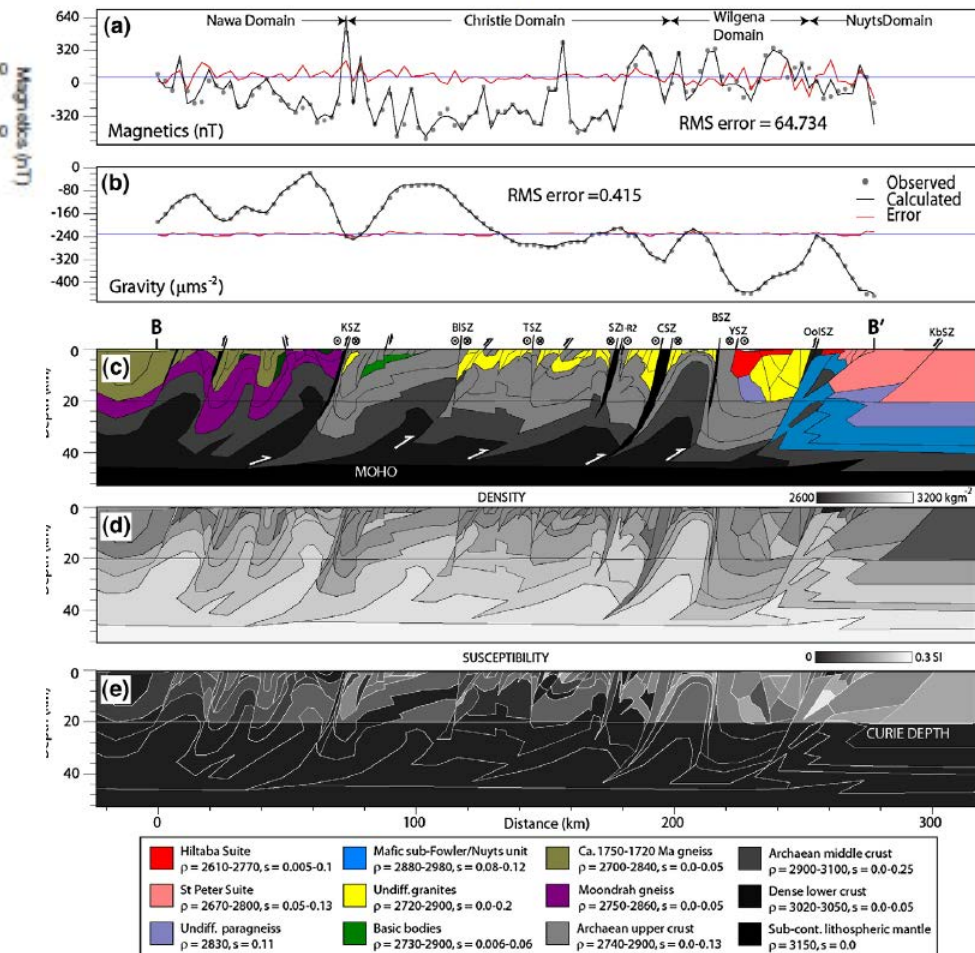 (a)
Nawa Domain
Christie Domain
Wilgena
Domain
NuytsDomain
640
320
0
-320
Magnetics (nT)
RMS error = 64.734
Magnetics (nT)
(b)
0
-80
-160
-240
-320
-400
RMS error =0.415
Observed
Calculated
Error
Gravity (μms⁻²)
B
KSZ
BISZ
TSZ
SZ1-R2
CSZ
BSZ
YSZ
OolSZ
B'
KbSZ
(c)
0
20
40
MOHO
DENSITY
2600
3200 kgm⁻²
(d)
0
20
40
SUSCEPTIBILITY
0
0.3 SI
(e)
0
20
40
CURIE DEPTH
0
100
200
300
Distance (km)
Hiltaba Suite
ρ = 2610-2770, s = 0.005-0.1
Mafic sub-Fowler/Nuyts unit
ρ = 2880-2980, s = 0.08-0.12
Ca. 1750-1720 Ma gneiss
ρ = 2700-2840, s = 0.0-0.05
Archaean middle crust
ρ = 2900-3100, s = 0.0-0.25
St Peter Suite
ρ = 2670-2800, s = 0.05-0.13
Undiff. granites
ρ = 2720-2900, s = 0.0-0.2
Moondrah gneiss
ρ = 2750-2860, s = 0.0-0.05
Dense lower crust
ρ = 3020-3050, s = 0.0-0.05
Undiff. paragneiss
ρ = 2830, s = 0.11
Basic bodies
ρ = 2730-2900, s = 0.006-0.06
Archaean upper crust
ρ = 2740-2900, s = 0.0-0.13
Sub-cont. lithospheric mantle
ρ = 3150, s = 0.0